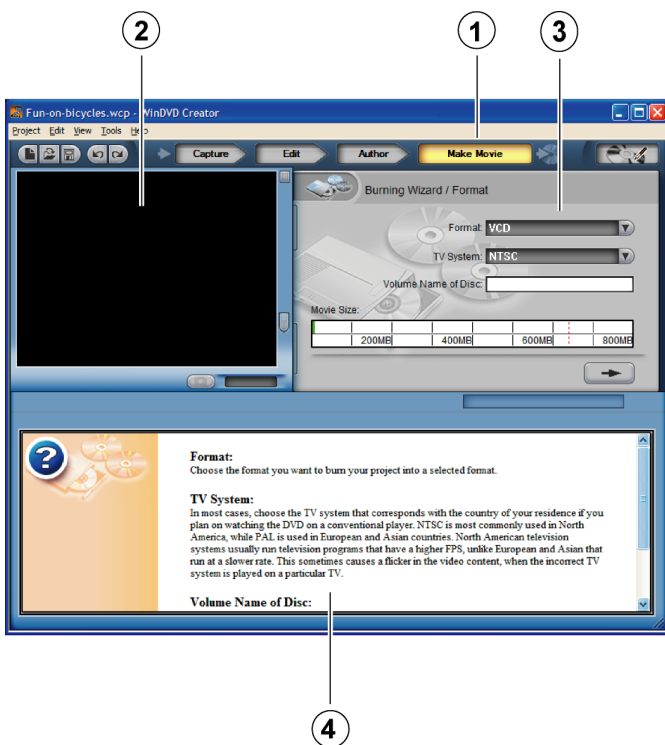 2
1
3
Fun-on-bicycles.wcp - WinDVD Creator
Project Edit View Tools Help
Capture Edit Author Make Movie
Burning Wizard / Format
Format: VCD
TV System: NTSC
Volume Name of Disc:
Movie Size:
200MB 400MB 600MB 800MB
?
Format:
Choose the format you want to burn your project into a selected format.
TV System:
In most cases, choose the TV system that corresponds with the country of your residence if you
plan on watching the DVD on a conventional player. NTSC is most commonly used in North
America, while PAL is used in European and Asian countries. North American television
systems usually run television programs that have a higher FPS, unlike European and Asian that
run at a slower rate. This sometimes causes a flicker in the video content, when the incorrect TV
system is played on a particular TV.
Volume Name of Disc:
4